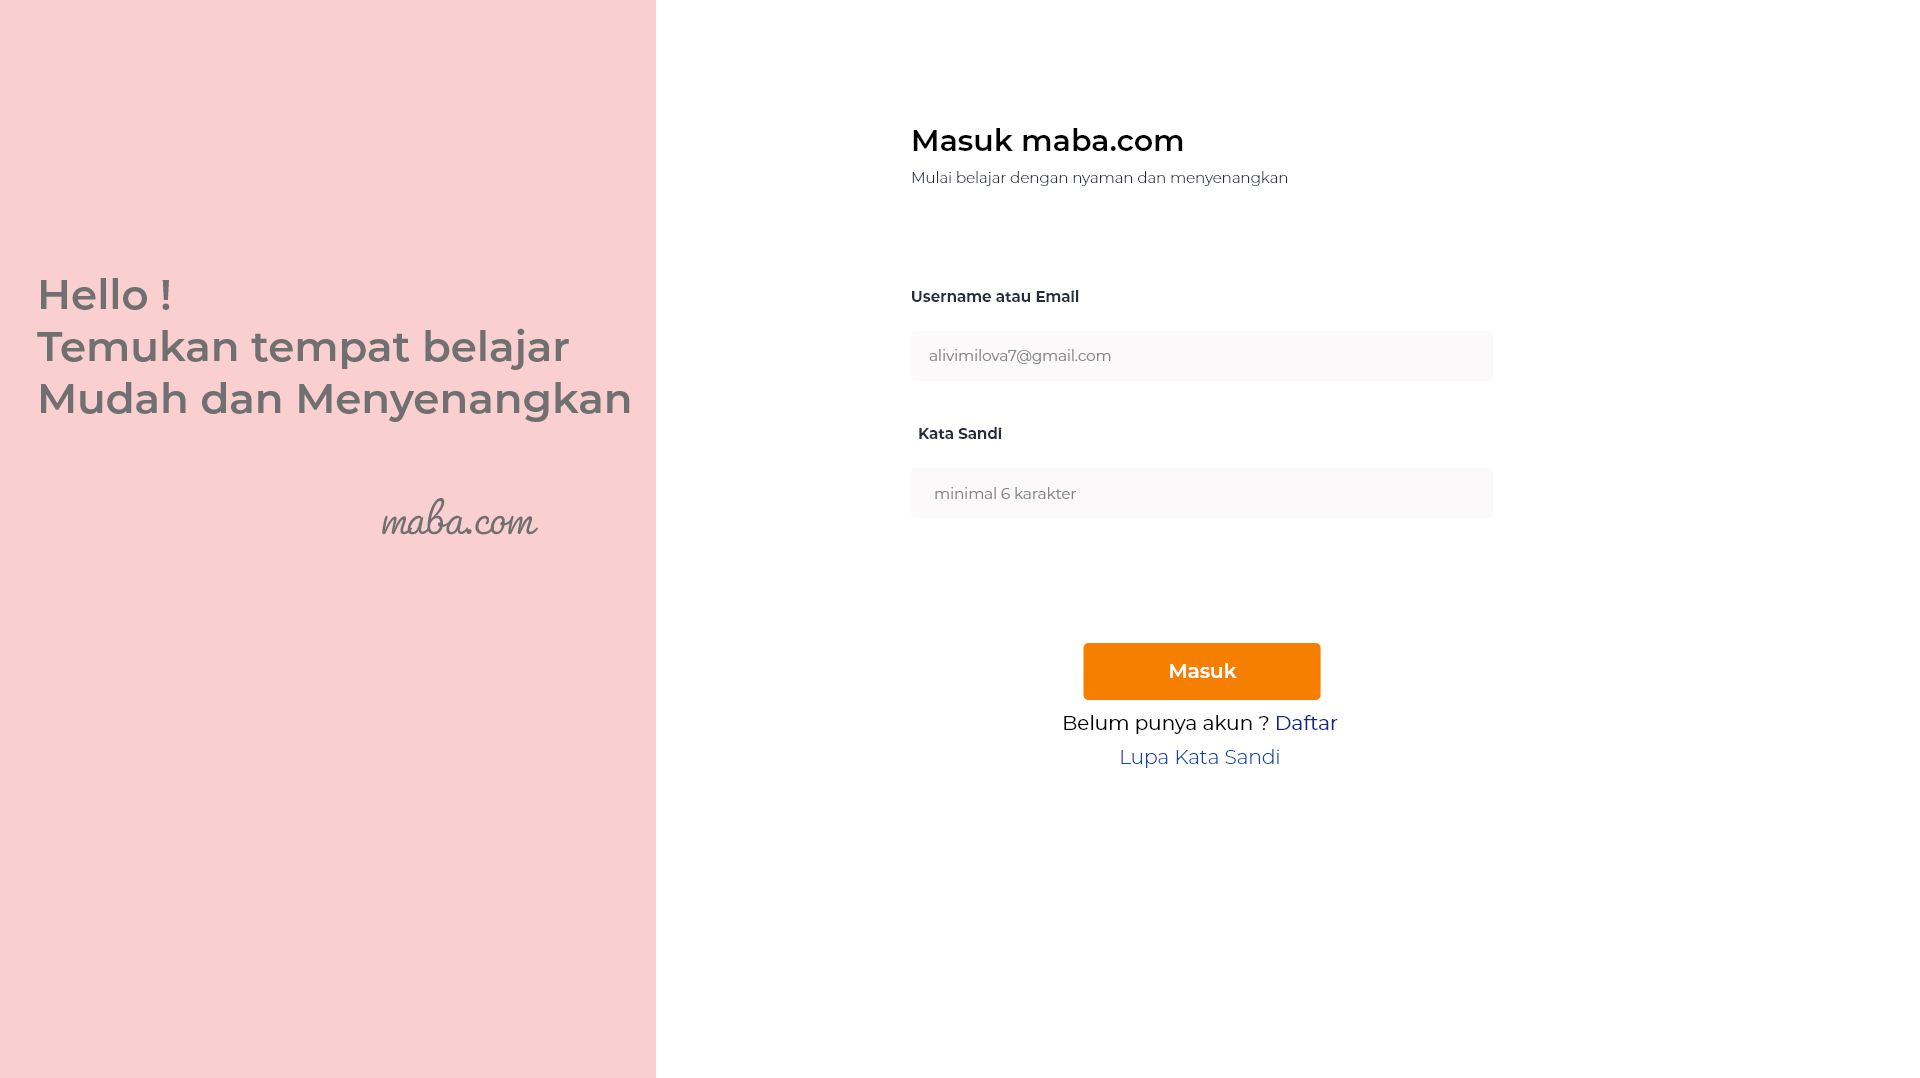 Hello !
Temukan tempat belajar
Mudah dan Menyenangkan
maba.com
Masuk maba.com
Mulai belajar dengan nyaman dan menyenangkan
Username atau Email
alivimilova7@gmail.com
Kata Sandi
minimal 6 karakter
Masuk
Belum punya akun ? Daftar
Lupa Kata Sandi